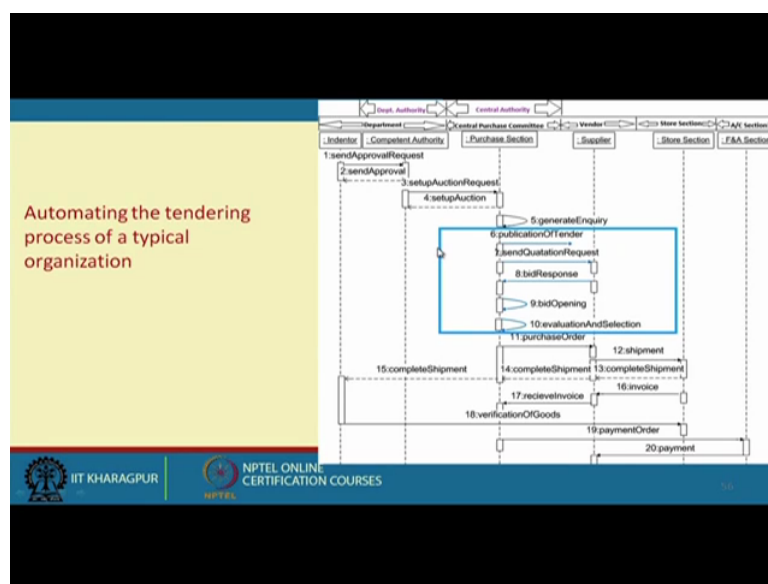 Dept. Authority Central Authority
Department Central Purchase Committee Vendor Store Section A/C Section
: Indentor : Competent Authority : Purchase Section : Supplier : Store Section : F&A Section
1:sendApprovalRequest
2:sendApproval
3:setupAuctionRequest
4:setupAuction
5:generateEnquiry
6:publicationOfTender
7:sendQuatationRequest
8:bidResponse
9:bidOpening
10:evaluationAndSelection
11:purchaseOrder
12:shipment
15:completeShipment 14:completeShipment 13:completeShipment
16:invoice
17:recieveInvoice
18:verificationOfGoods
19:paymentOrder
20:payment
Automating the tendering
process of a typical
organization
IIT KHARAGPUR
NPTEL
NPTEL ONLINE
CERTIFICATION COURSES
56